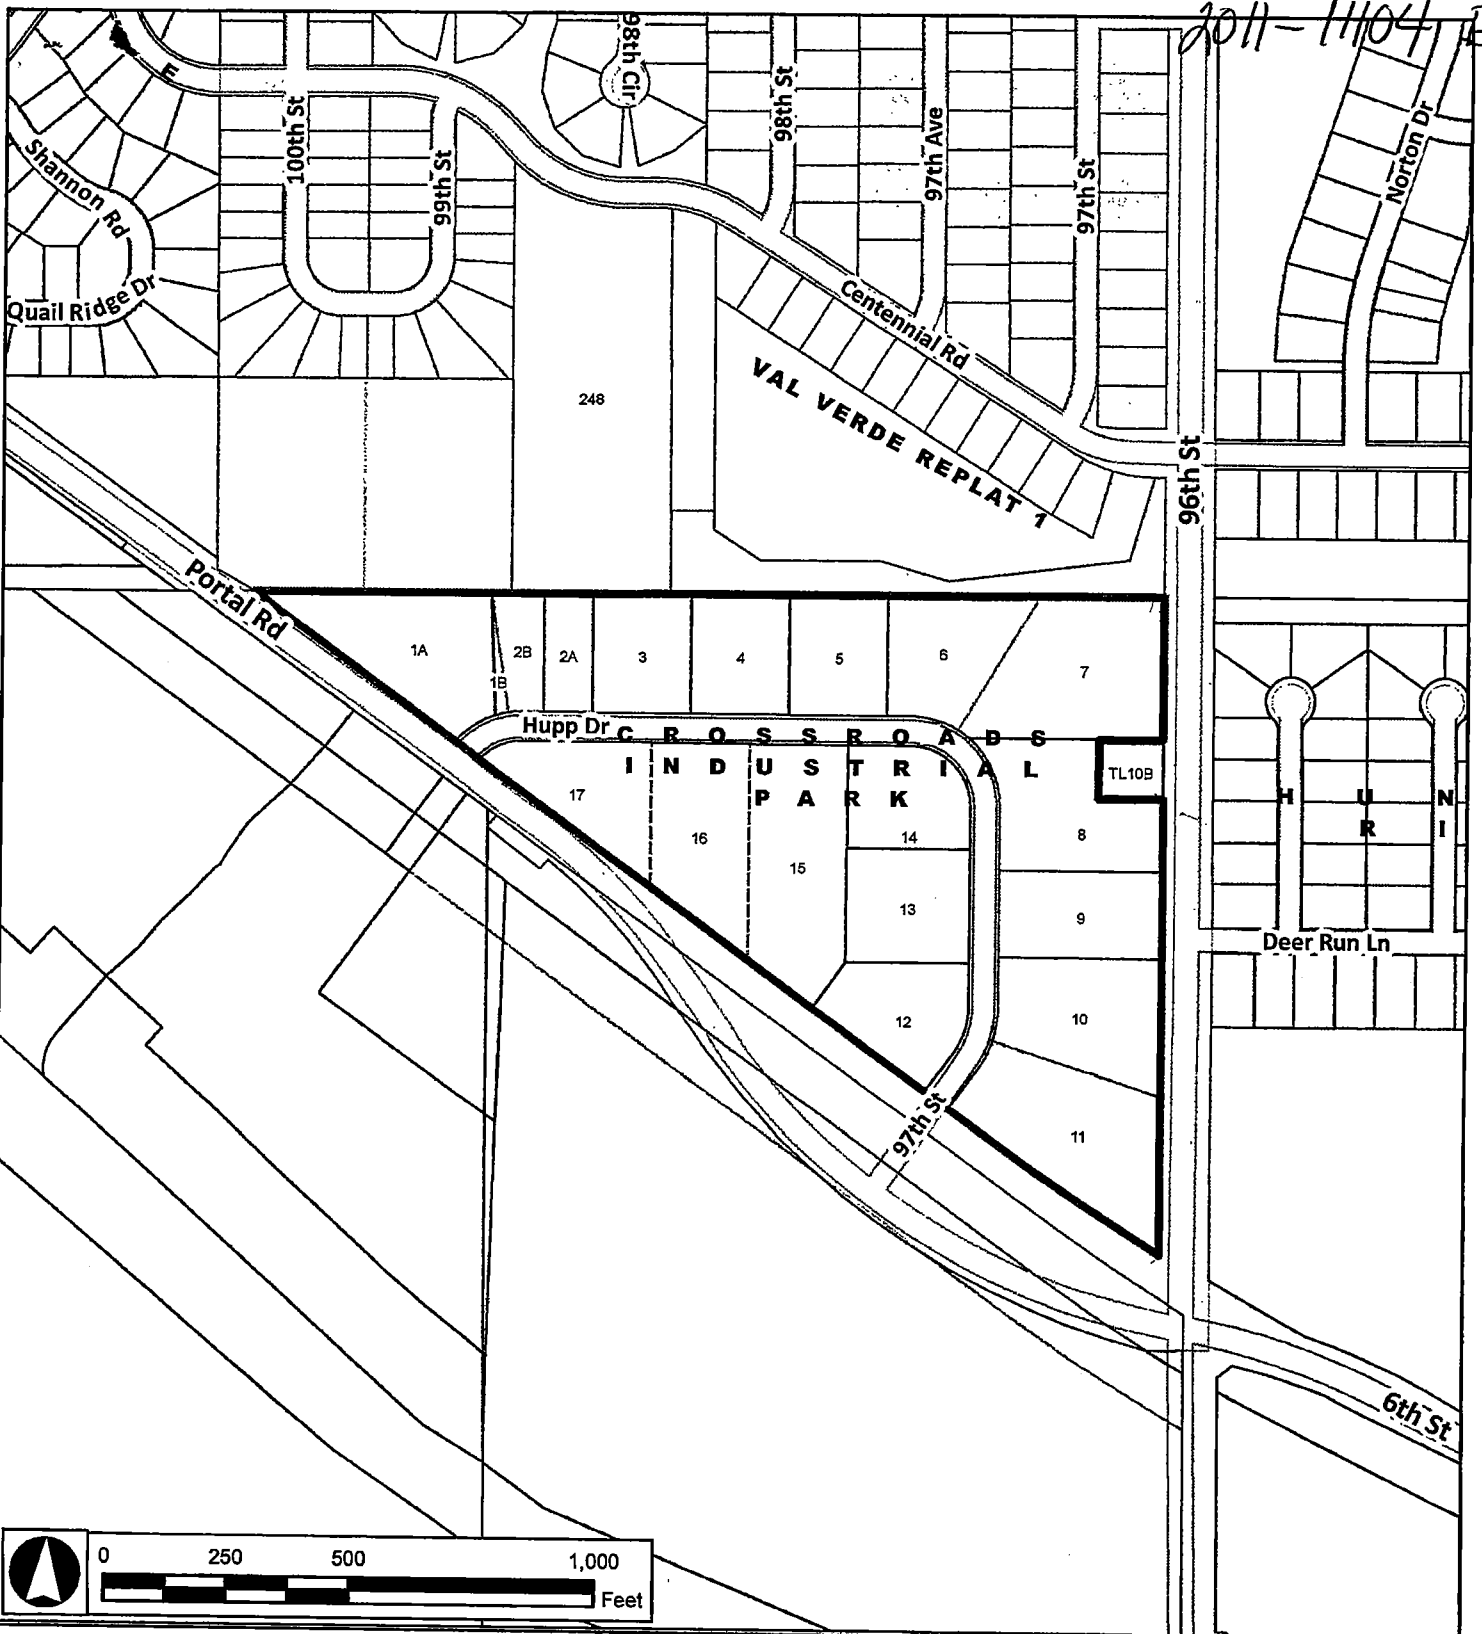 2011-11104 E
E
98th Cir
98th St
97th Ave
97th St
100th St
99th St
Shannon Rd
Quail Ridge Dr
Norton Dr
Centennial Rd
VAL VERDE REPLAT 1
248
96th St
Portal Rd
1A
1B
2B
2A
3
4
5
6
7
Hupp Dr
CROSSROADS
INDUSTRIAL
PARK
TL10B
17
16
15
14
13
12
8
9
10
11
H U N
R I
Deer Run Ln
97th St
6th St
0 250 500 1,000
Feet